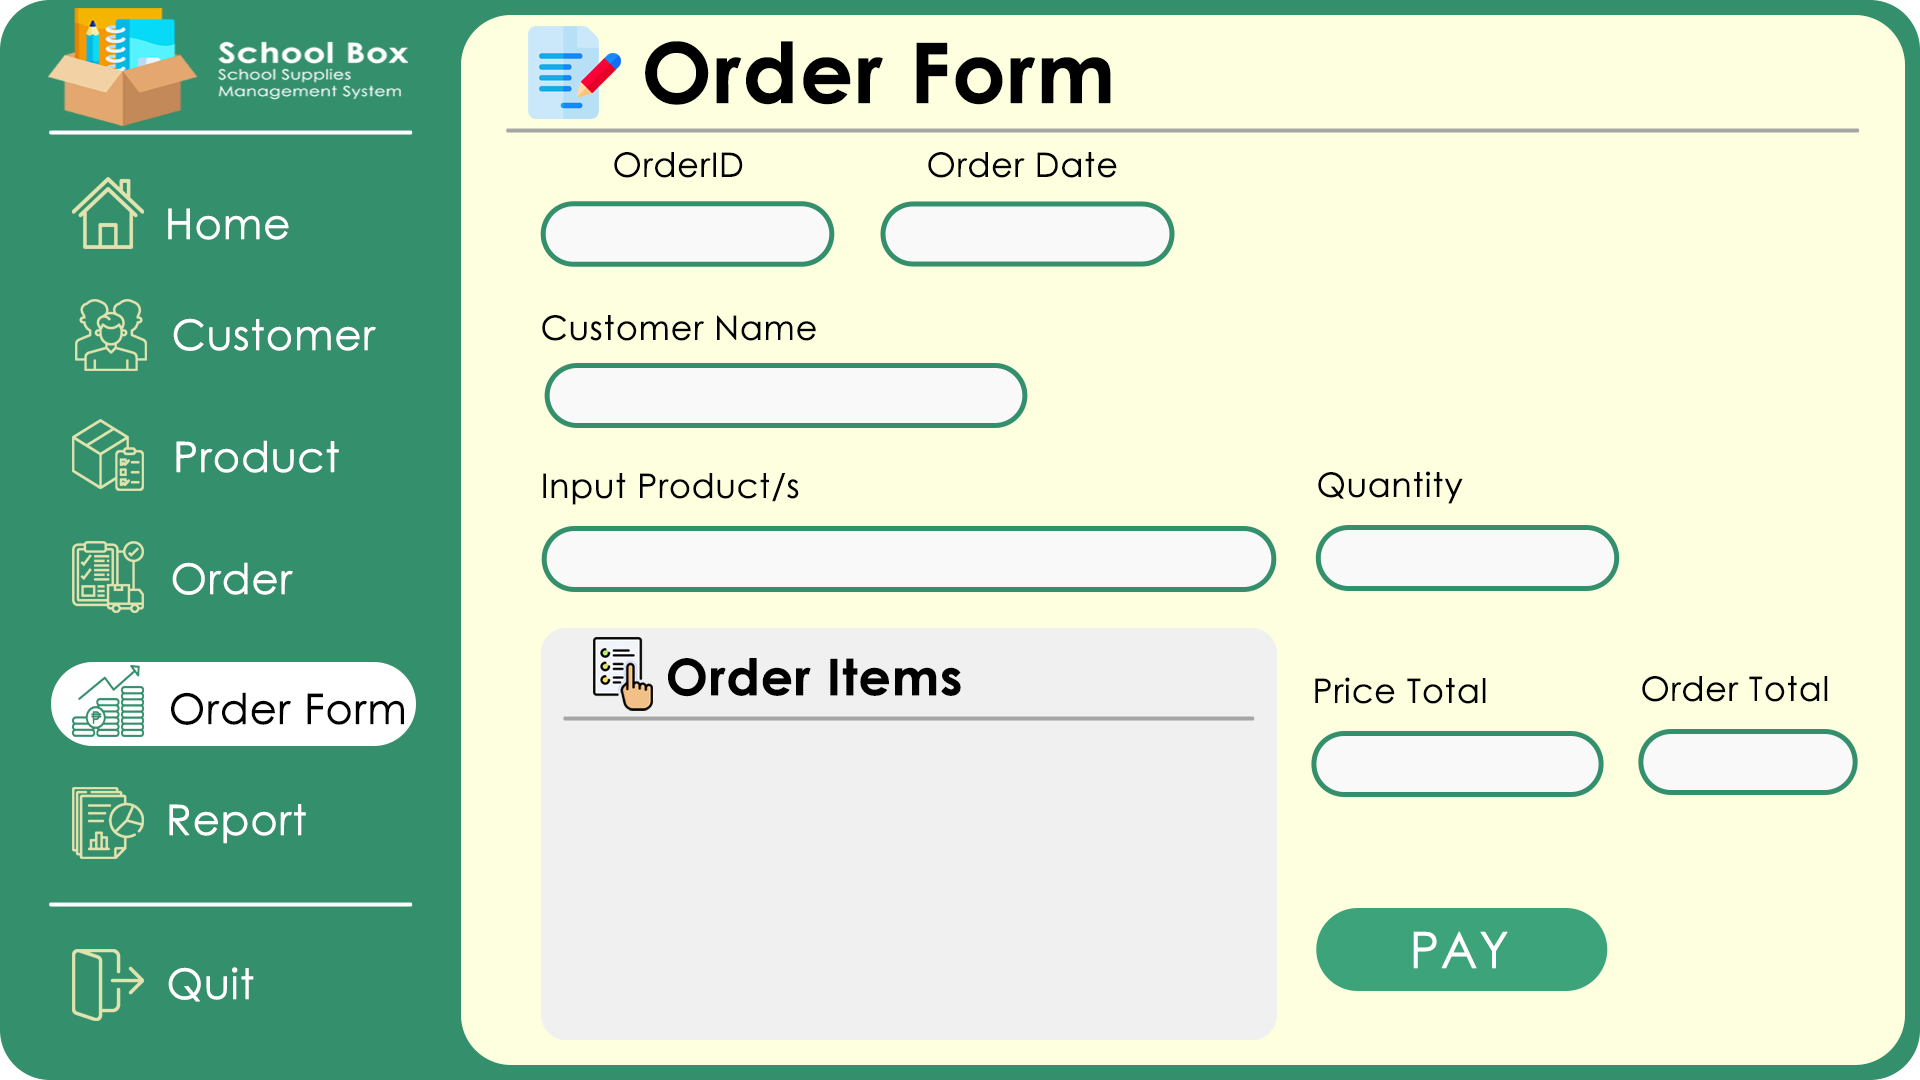 School Box
School Supplies
Management System
Home
Customer
Product
Order
Order Form
Report
Quit
Order Form
OrderID
Order Date
Customer Name
Input Product/s
Quantity
Order Items
Price Total
Order Total
PAY